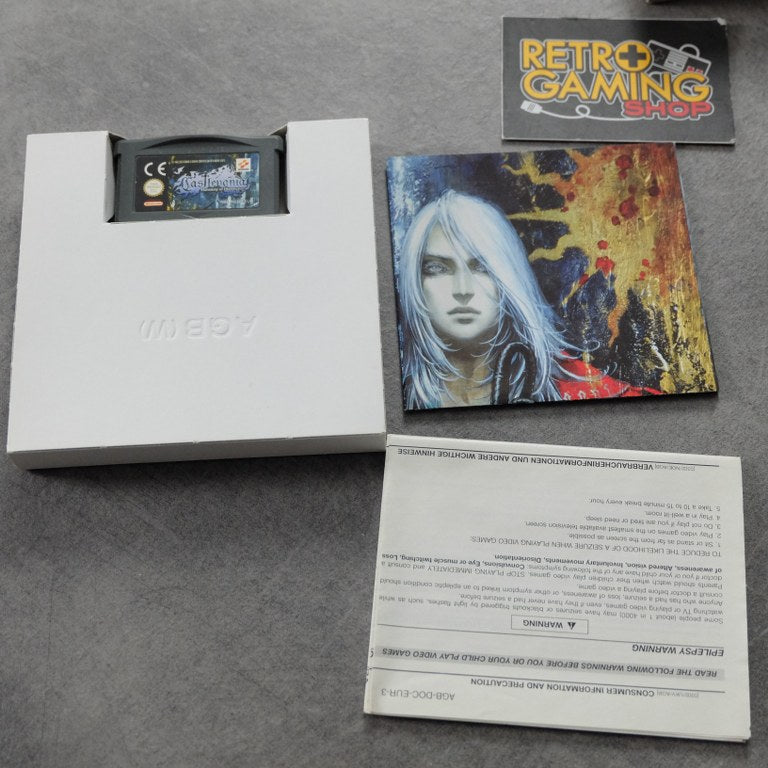 RETRO
GAMING
SHOP
CE
Castlevania
AGB (W)
[0302/UKV/AGB] CONSUMER INFORMATION AND PRECAUTION
AGB-DOC-EUR-3
READ THE FOLLOWING WARNINGS BEFORE YOU OR YOUR CHILD PLAY VIDEO GAMES
EPILEPSY WARNING
WARNING
Some people (about 1 in 4000) may have seizures or blackouts triggered by light flashes, such as while
watching TV or playing video games, even if they have never had a seizure before.
Anyone who has had a seizure, loss of awareness, or other symptom linked to an epileptic condition should
consult a doctor before playing a video game.
Parents should watch when their children play video games. STOP PLAYING IMMEDIATELY and consult a
doctor if you or your child have any of the following symptoms: Convulsions, Eye or muscle twitching, Loss
of awareness, Altered vision, Involuntary movements, Disorientation.
TO REDUCE THE LIKELIHOOD OF A SEIZURE WHEN PLAYING VIDEO GAMES:
1. Sit or stand as far from the screen as possible.
2. Play video games on the smallest available television screen.
3. Do not play if you are tired or need sleep.
4. Play in a well-lit room.
5. Take a 10 to 15 minute break every hour.
VERBRAUCHERINFORMATIONEN UND ANDERE WICHTIGE HINWEISE